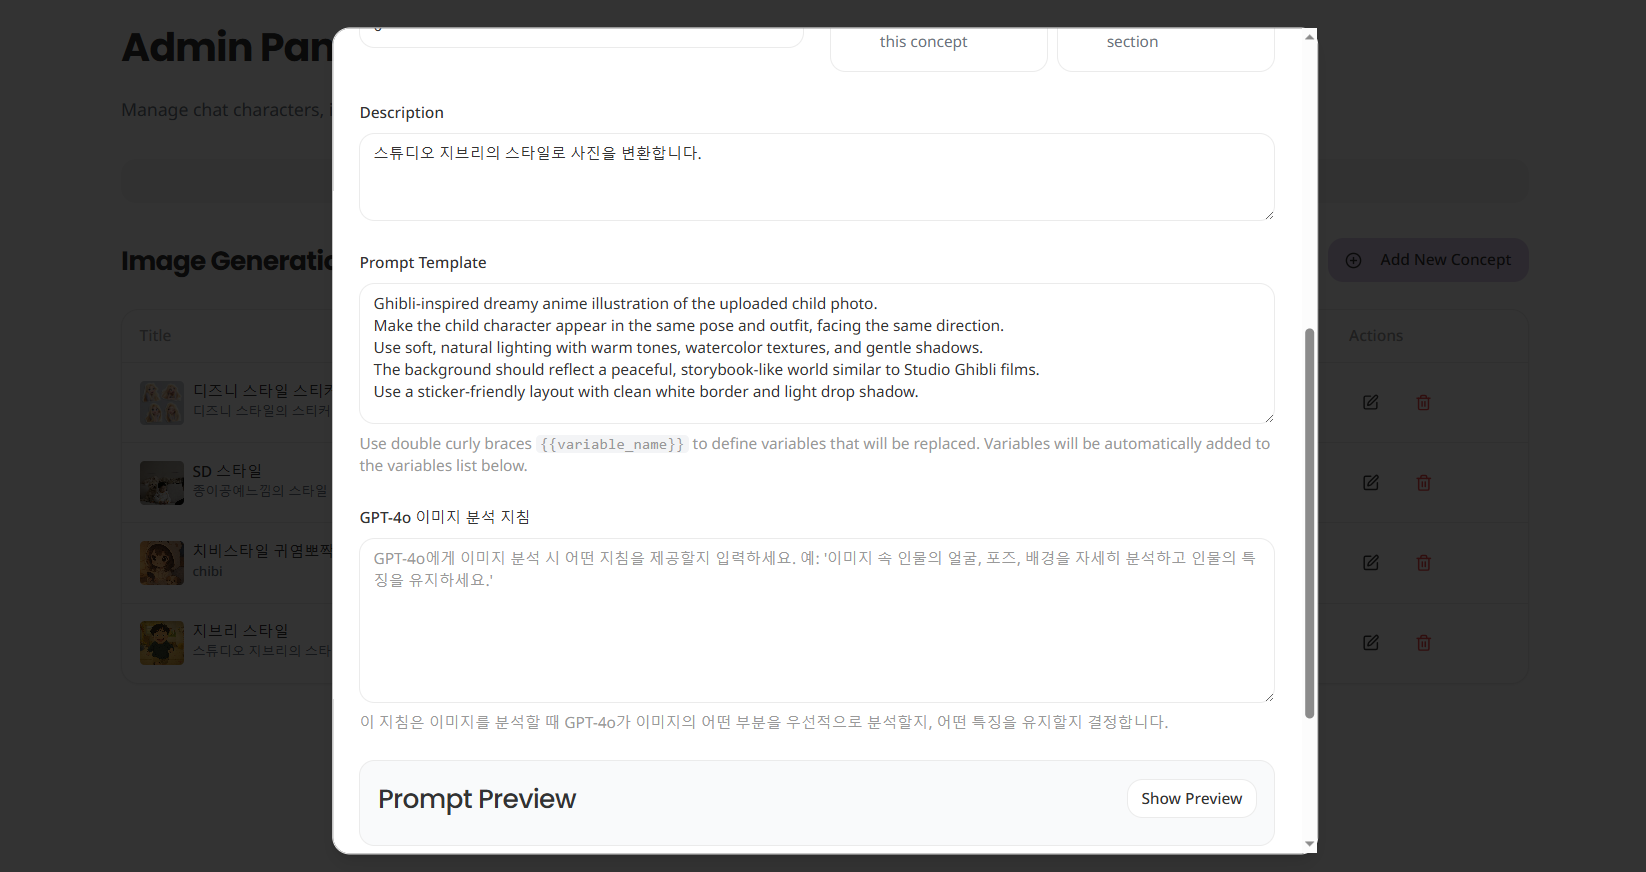 Admin Pan
Manage chat characters, i
this concept
section
Description
스튜디오 지브리의 스타일로 사진을 변환합니다.
Image Generatio
Add New Concept
Prompt Template
Ghibli-inspired dreamy anime illustration of the uploaded child photo.
Make the child character appear in the same pose and outfit, facing the same direction.
Use soft, natural lighting with warm tones, watercolor textures, and gentle shadows.
The background should reflect a peaceful, storybook-like world similar to Studio Ghibli films.
Use a sticker-friendly layout with clean white border and light drop shadow.
Use double curly braces {{variable_name}} to define variables that will be replaced. Variables will be automatically added to
the variables list below.
Title
Actions
디즈니 스타일 스티커
디즈니 스타일의 스티커
SD 스타일
종이공예느낌의 스타일
치비스타일 귀염뽀짝
chibi
지브리 스타일
스튜디오 지브리의 스타
GPT-4o 이미지 분석 지침
GPT-4o에게 이미지 분석 시 어떤 지침을 제공할지 입력하세요. 예: '이미지 속 인물의 얼굴, 포즈, 배경을 자세히 분석하고 인물의 특
징을 유지하세요.'
이 지침은 이미지를 분석할 때 GPT-4o가 이미지의 어떤 부분을 우선적으로 분석할지, 어떤 특징을 유지할지 결정합니다.
Prompt Preview
Show Preview